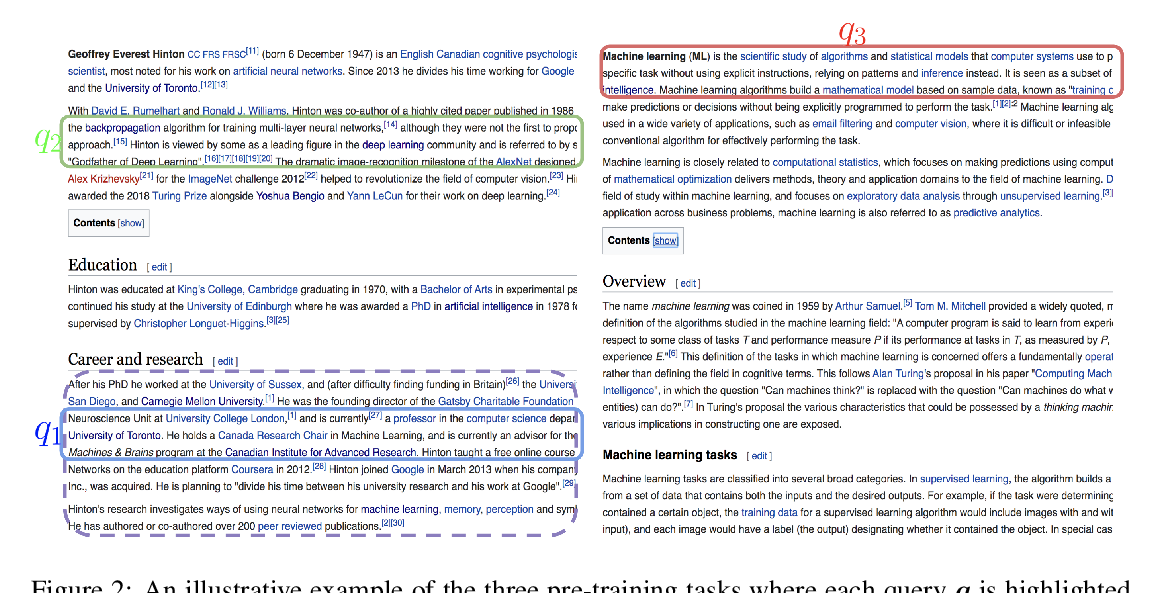 q3
Geoffrey Everest Hinton CC FRS FRSC[11] (born 6 December 1947) is an English Canadian cognitive psychologis
scientist, most noted for his work on artificial neural networks. Since 2013 he divides his time working for Google
and the University of Toronto.[12][13]
With David E. Rumelhart and Ronald J. Williams, Hinton was co-author of a highly cited paper published in 1986
q2
the backpropagation algorithm for training multi-layer neural networks,[14] although they were not the first to propo
approach.[15] Hinton is viewed by some as a leading figure in the deep learning community and is referred to by s
"Godfather of Deep Learning".[16][17][18][19][20] The dramatic image-recognition milestone of the AlexNet designed
Alex Krizhevsky[21] for the ImageNet challenge 2012[22] helped to revolutionize the field of computer vision.[23] Hi
awarded the 2018 Turing Prize alongside Yoshua Bengio and Yann LeCun for their work on deep learning.[24]
Contents [show]
Education [ edit ]
Hinton was educated at King's College, Cambridge graduating in 1970, with a Bachelor of Arts in experimental ps
continued his study at the University of Edinburgh where he was awarded a PhD in artificial intelligence in 1978 fo
supervised by Christopher Longuet-Higgins.[3][25]
Career and research [ edit ]
After his PhD he worked at the University of Sussex, and (after difficulty finding funding in Britain)[26] the Univers
San Diego, and Carnegie Mellon University.[1] He was the founding director of the Gatsby Charitable Foundation
q1
Neuroscience Unit at University College London,[1] and is currently[27] a professor in the computer science depar
University of Toronto. He holds a Canada Research Chair in Machine Learning, and is currently an advisor for the
Machines & Brains program at the Canadian Institute for Advanced Research. Hinton taught a free online course
Networks on the education platform Coursera in 2012.[28] Hinton joined Google in March 2013 when his compan
Inc., was acquired. He is planning to "divide his time between his university research and his work at Google".[29]
Hinton's research investigates ways of using neural networks for machine learning, memory, perception and sym
He has authored or co-authored over 200 peer reviewed publications.[2][30]
Machine learning (ML) is the scientific study of algorithms and statistical models that computer systems use to p
specific task without using explicit instructions, relying on patterns and inference instead. It is seen as a subset of
intelligence. Machine learning algorithms build a mathematical model based on sample data, known as "training d
make predictions or decisions without being explicitly programmed to perform the task.[1][2]:2 Machine learning alg
used in a wide variety of applications, such as email filtering and computer vision, where it is difficult or infeasible
conventional algorithm for effectively performing the task.
Machine learning is closely related to computational statistics, which focuses on making predictions using comput
of mathematical optimization delivers methods, theory and application domains to the field of machine learning. D
field of study within machine learning, and focuses on exploratory data analysis through unsupervised learning.[3]
application across business problems, machine learning is also referred to as predictive analytics.
Contents [show]
Overview [ edit ]
The name machine learning was coined in 1959 by Arthur Samuel.[5] Tom M. Mitchell provided a widely quoted, m
definition of the algorithms studied in the machine learning field: "A computer program is said to learn from experie
respect to some class of tasks T and performance measure P if its performance at tasks in T, as measured by P,
experience E."[6] This definition of the tasks in which machine learning is concerned offers a fundamentally operat
rather than defining the field in cognitive terms. This follows Alan Turing's proposal in his paper "Computing Mach
Intelligence", in which the question "Can machines think?" is replaced with the question "Can machines do what w
entities) can do?".[7] In Turing's proposal the various characteristics that could be possessed by a thinking machin
various implications in constructing one are exposed.
Machine learning tasks [ edit ]
Machine learning tasks are classified into several broad categories. In supervised learning, the algorithm builds a
from a set of data that contains both the inputs and the desired outputs. For example, if the task were determining
contained a certain object, the training data for a supervised learning algorithm would include images with and wit
input), and each image would have a label (the output) designating whether it contained the object. In special cas
Figure 2: An illustrative example of the three pre-training tasks where each query q is highlighted